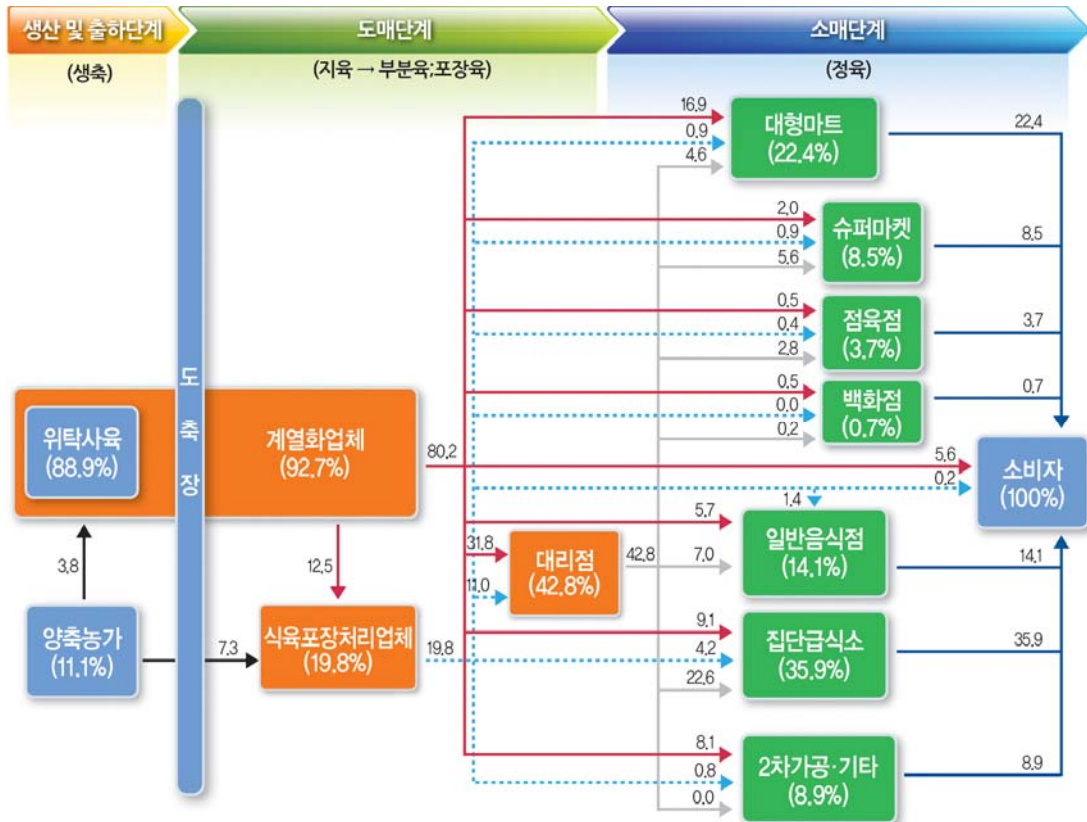 생산 및 출하단계
도매단계
소매단계
(생축)
(지육 → 부분육;포장육)
(정육)
16.9
0.9
4.6
대형마트
(22.4%)
22.4
2.0
0.9
5.6
슈퍼마켓
(8.5%)
8.5
0.5
0.4
2.8
점육점
(3.7%)
3.7
0.5
0.0
0.2
백화점
(0.7%)
0.7
도
축
장
위탁사육
(88.9%)
계열화업체
(92.7%)
80.2
5.6
0.2
소비자
(100%)
1.4
5.7
7.0
일반음식점
(14.1%)
14.1
31.8
11.0
대리점
(42.8%)
42.8
3.8
12.5
양축농가
(11.1%)
7.3
식육포장처리업체
(19.8%)
19.8
9.1
4.2
22.6
집단급식소
(35.9%)
35.9
8.1
0.8
0.0
2차가공·기타
(8.9%)
8.9